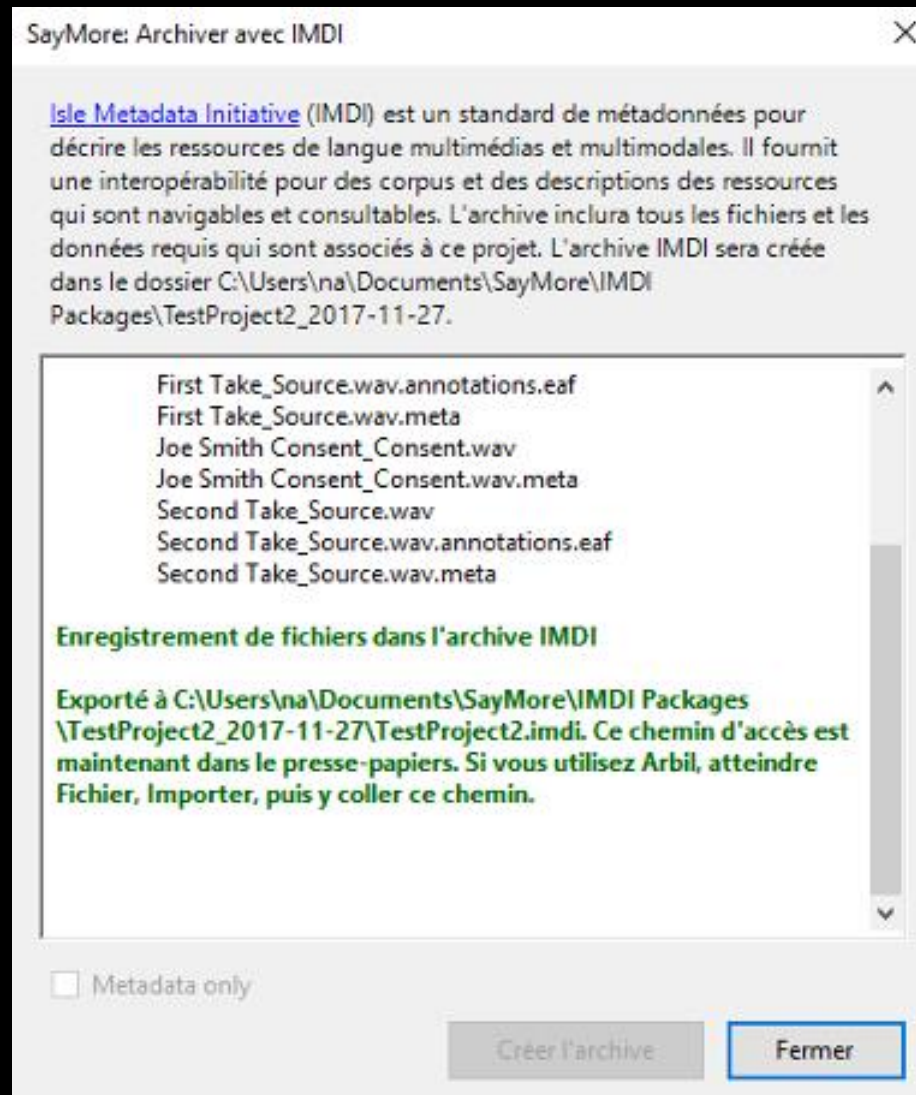 SayMore: Archiver avec IMDI
Isle Metadata Initiative (IMDI) est un standard de métadonnées pour
décrire les ressources de langue multimédias et multimodales. Il fournit
une interopérabilité pour des corpus et des descriptions des ressources
qui sont navigables et consultables. L'archive inclura tous les fichiers et les
données requis qui sont associés à ce projet. L'archive IMDI sera créée
dans le dossier C:\Users\na\Documents\SayMore\IMDI
Packages\TestProject2_2017-11-27.
First Take_Source.wav.annotations.eaf
First Take_Source.wav.meta
Joe Smith Consent_Consent.wav
Joe Smith Consent_Consent.wav.meta
Second Take_Source.wav
Second Take_Source.wav.annotations.eaf
Second Take_Source.wav.meta
Enregistrement de fichiers dans l'archive IMDI
Exporté à C:\Users\na\Documents\SayMore\IMDI Packages
\TestProject2_2017-11-27\TestProject2.imdi. Ce chemin d'accès est
maintenant dans le presse-papiers. Si vous utilisez Arbil, atteindre
Fichier, Importer, puis y coller ce chemin.
Metadata only
Créer l'archive
Fermer